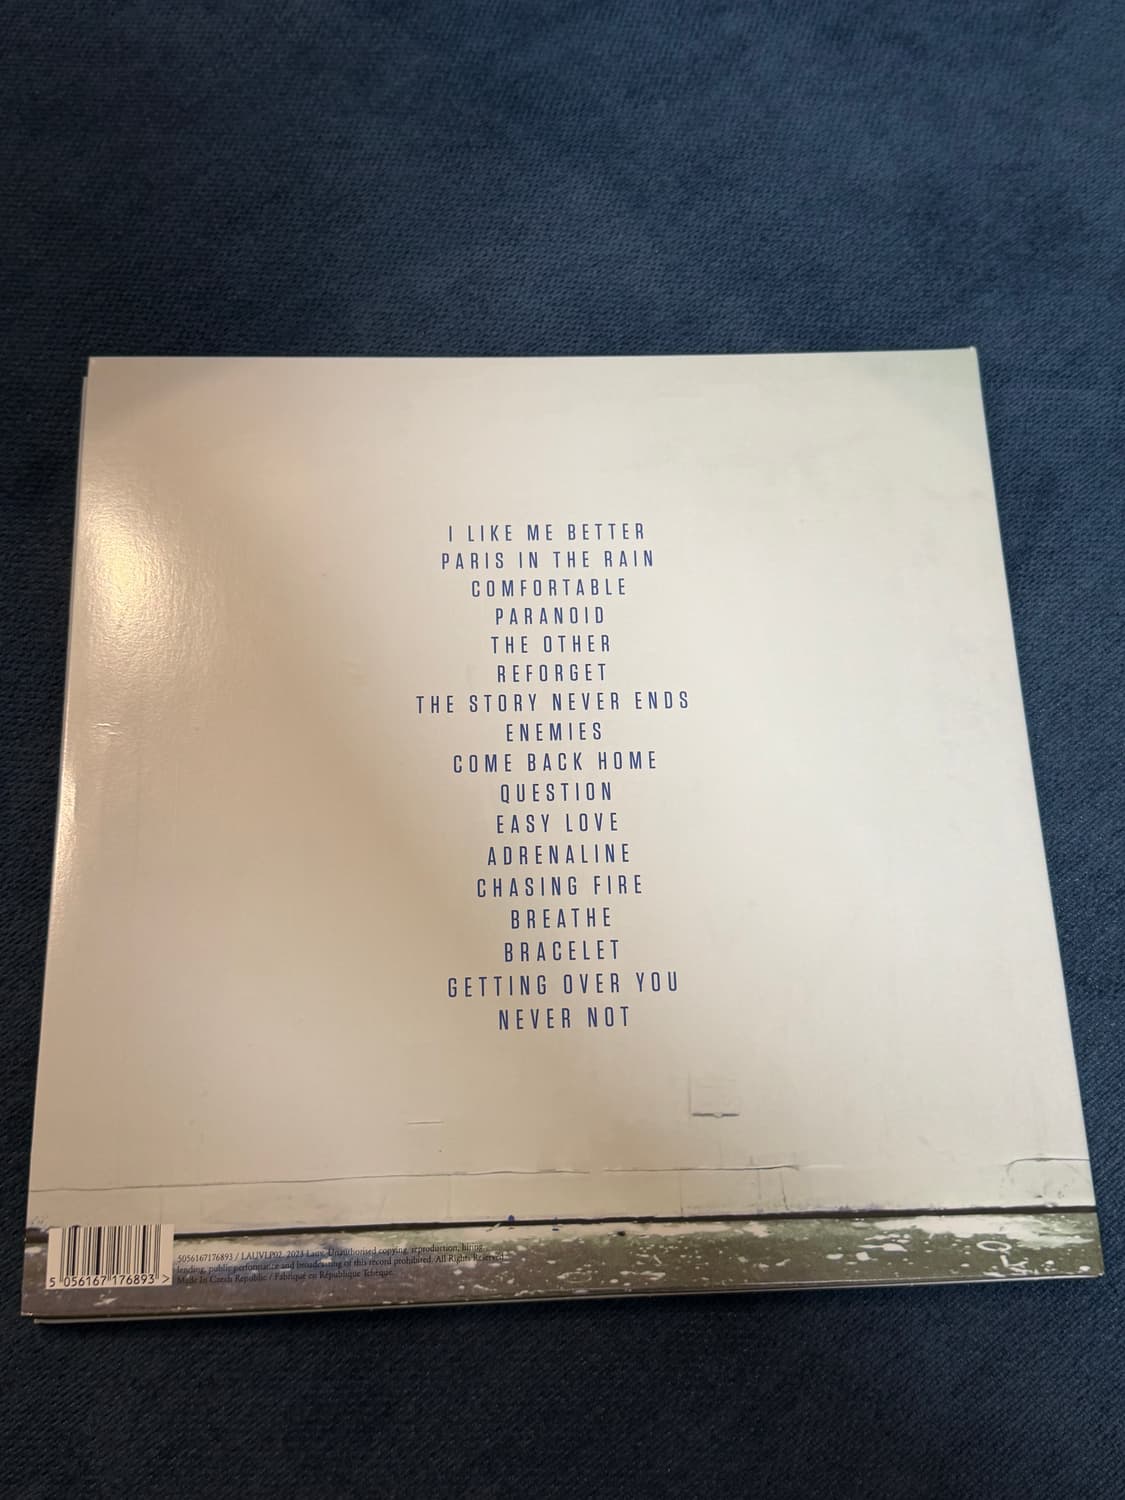 I LIKE ME BETTER
PARIS IN THE RAIN
COMFORTABLE
PARANOID
THE OTHER
REFORGET
THE STORY NEVER ENDS
ENEMIES
COME BACK HOME
QUESTION
EASY LOVE
ADRENALINE
CHASING FIRE
BREATHE
BRACELET
GETTING OVER YOU
NEVER NOT
5 056167 176893 >
5056167176893 / LAUVLP02. 2023 Lauv. Unauthorised copying, reproduction, hiring,
lending, public performance and broadcasting of this record prohibited. All Rights Reserved.
Made In Czech Republic / Fabriqué en République Tchèque.